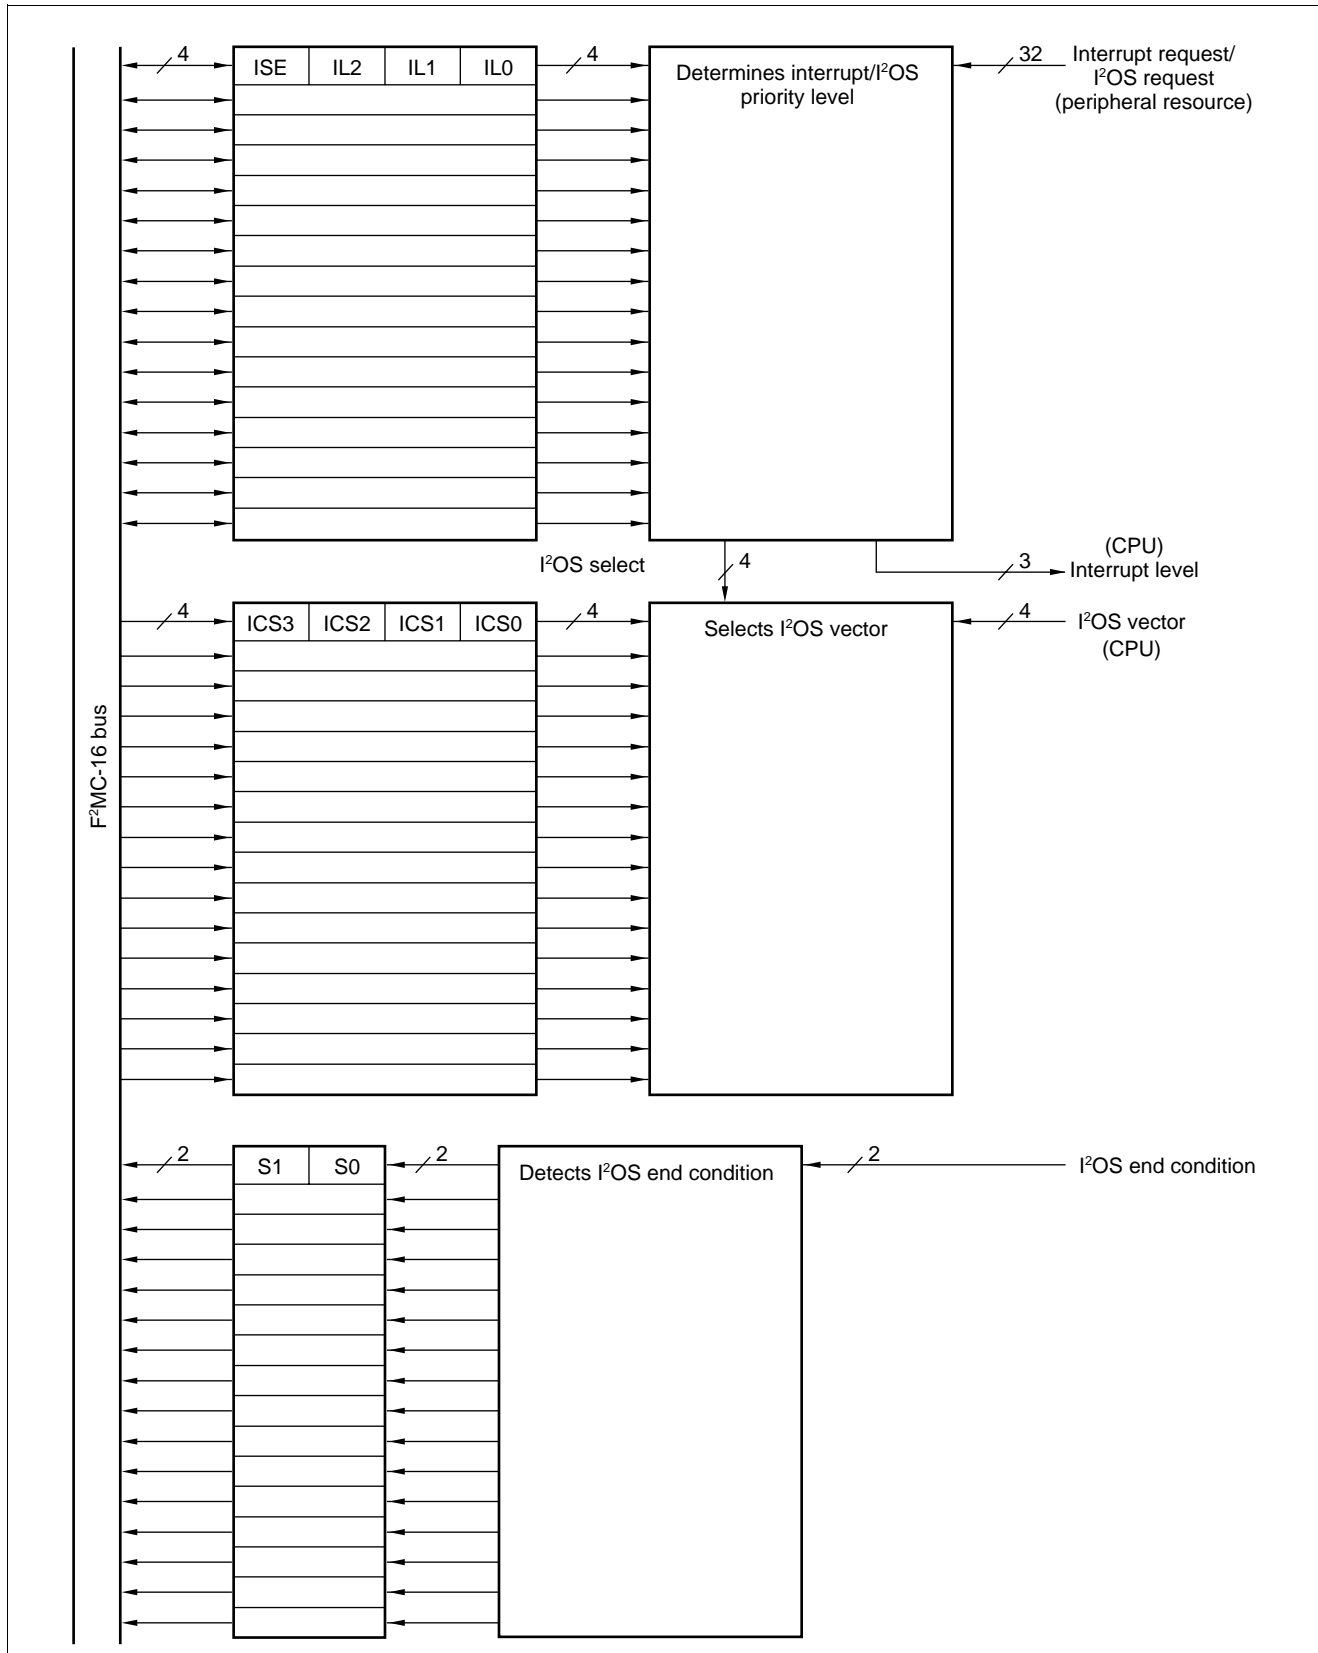 4
ISE IL2 IL1 IL0
4
Determines interrupt/I²OS
priority level
32
Interrupt request/
I²OS request
(peripheral resource)
I²OS select
4
3
(CPU)
Interrupt level
4
ICS3 ICS2 ICS1 ICS0
4
Selects I²OS vector
4
I²OS vector
(CPU)
F²MC-16 bus
2
S1 S0
2
Detects I²OS end condition
2
I²OS end condition